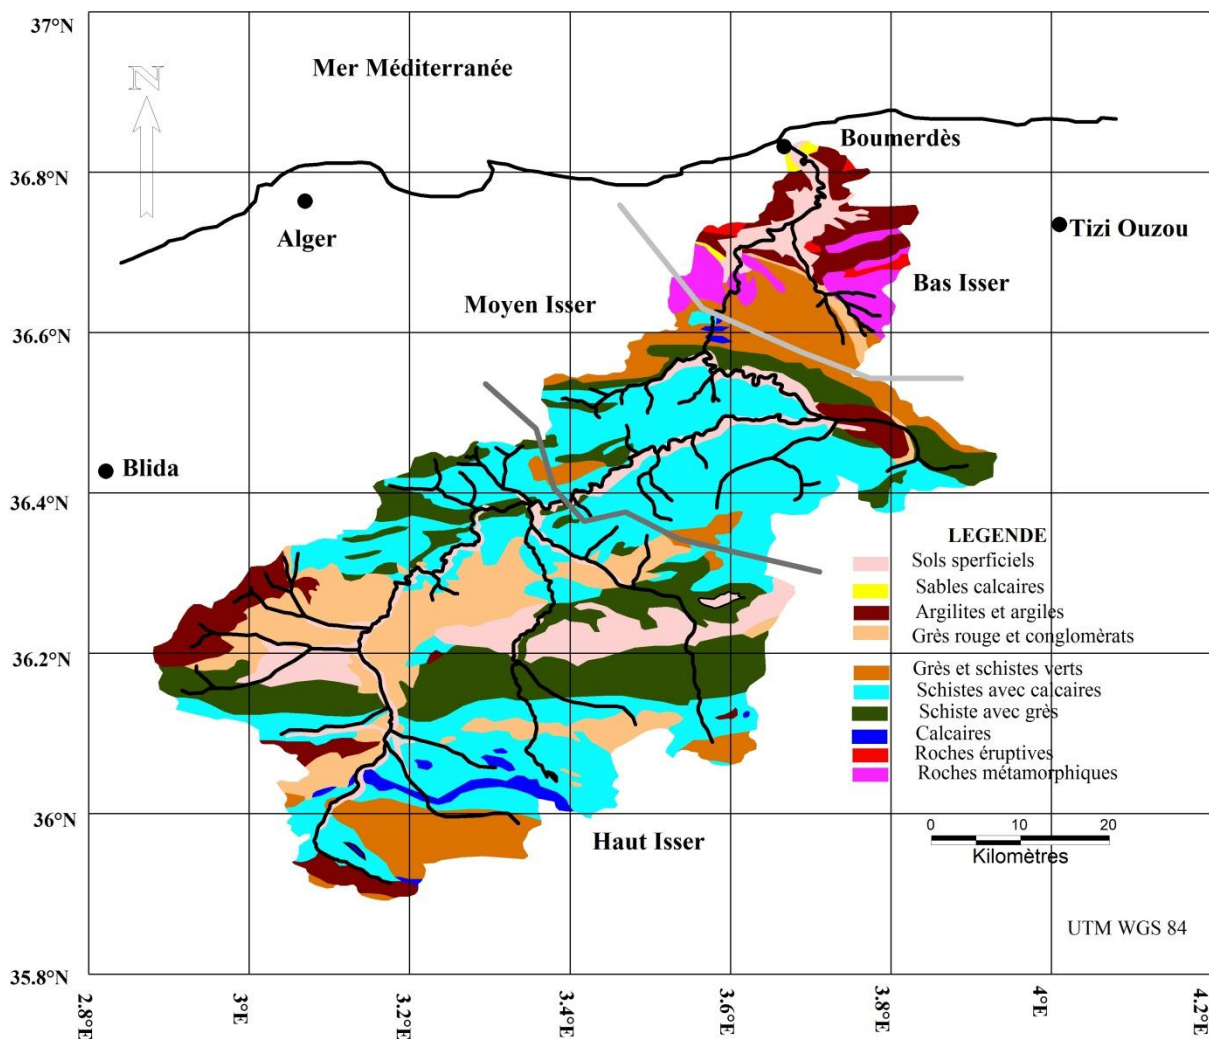 37°N
Mer Méditerranée
N
Boumerdès
36.8°N
Alger
Tizi Ouzou
Moyen Isser
Bas Isser
36.6°N
Blida
36.4°N
LEGENDE
Sols sperficiels
Sables calcaires
Argilites et argiles
Grès rouge et conglomèrats
Grès et schistes verts
Schistes avec calcaires
Schiste avec grès
Calcaires
Roches éruptives
Roches métamorphiques
36.2°N
36°N
Haut Isser
0 10 20
Kilomètres
UTM WGS 84
35.8°N
2.8°E
3°E
3.2°E
3.4°E
3.6°E
3.8°E
4°E
4.2°E